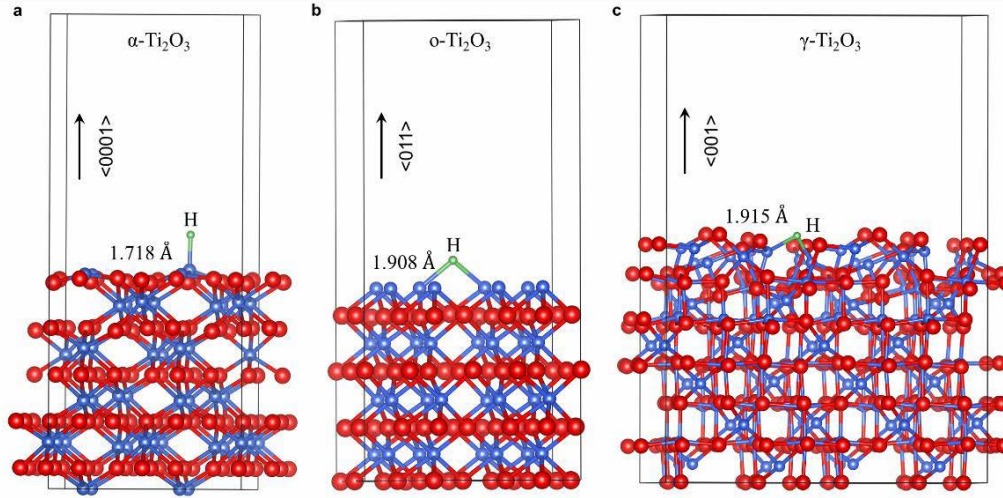 a
α-Ti₂O₃
<0001>
H
1.718 Å
b
o-Ti₂O₃
<011>
H
1.908 Å
c
γ-Ti₂O₃
<001>
1.915 Å
H